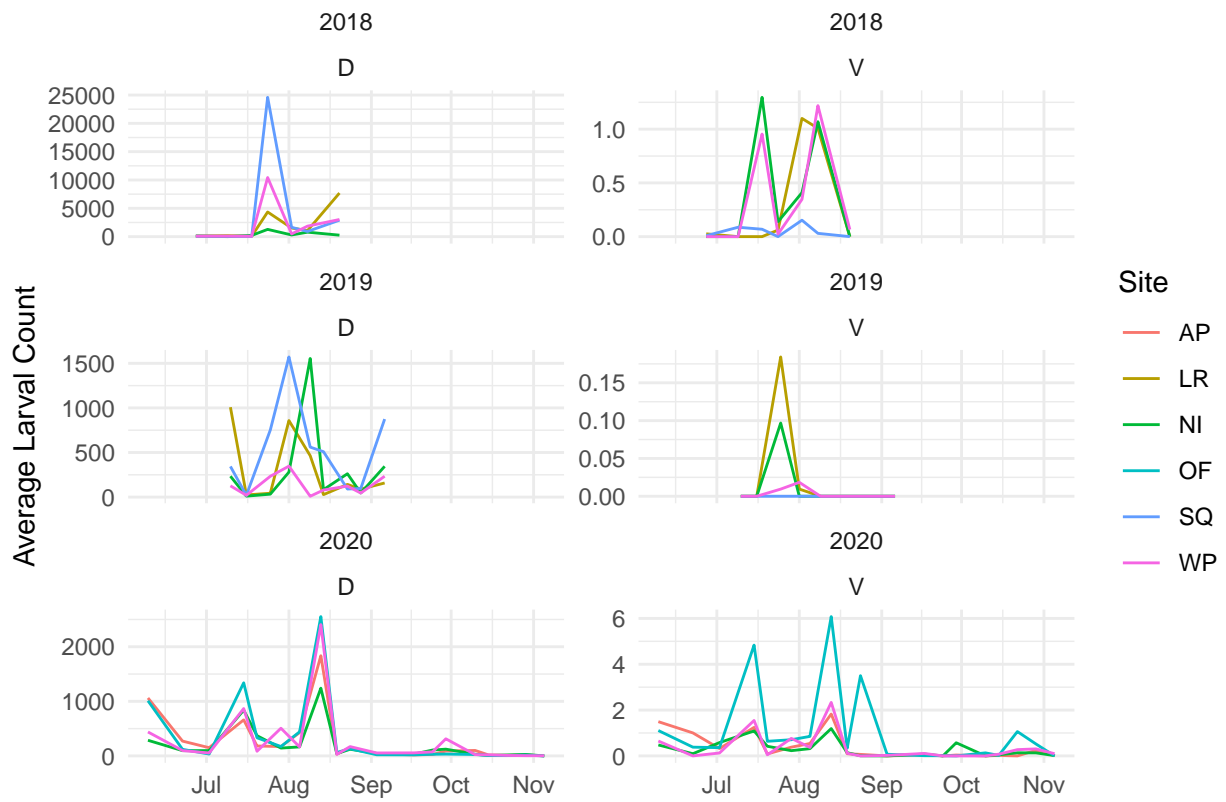 2018
D
25000
20000
15000
10000
5000
0
2018
V
1.0
0.5
0.0
2019
D
1500
1000
500
0
2019
V
0.15
0.10
0.05
0.00
2020
D
2000
1000
0
Jul Aug Sep Oct Nov
2020
V
6
4
2
0
Jul Aug Sep Oct Nov
Average Larval Count
Site
AP
LR
NI
OF
SQ
WP